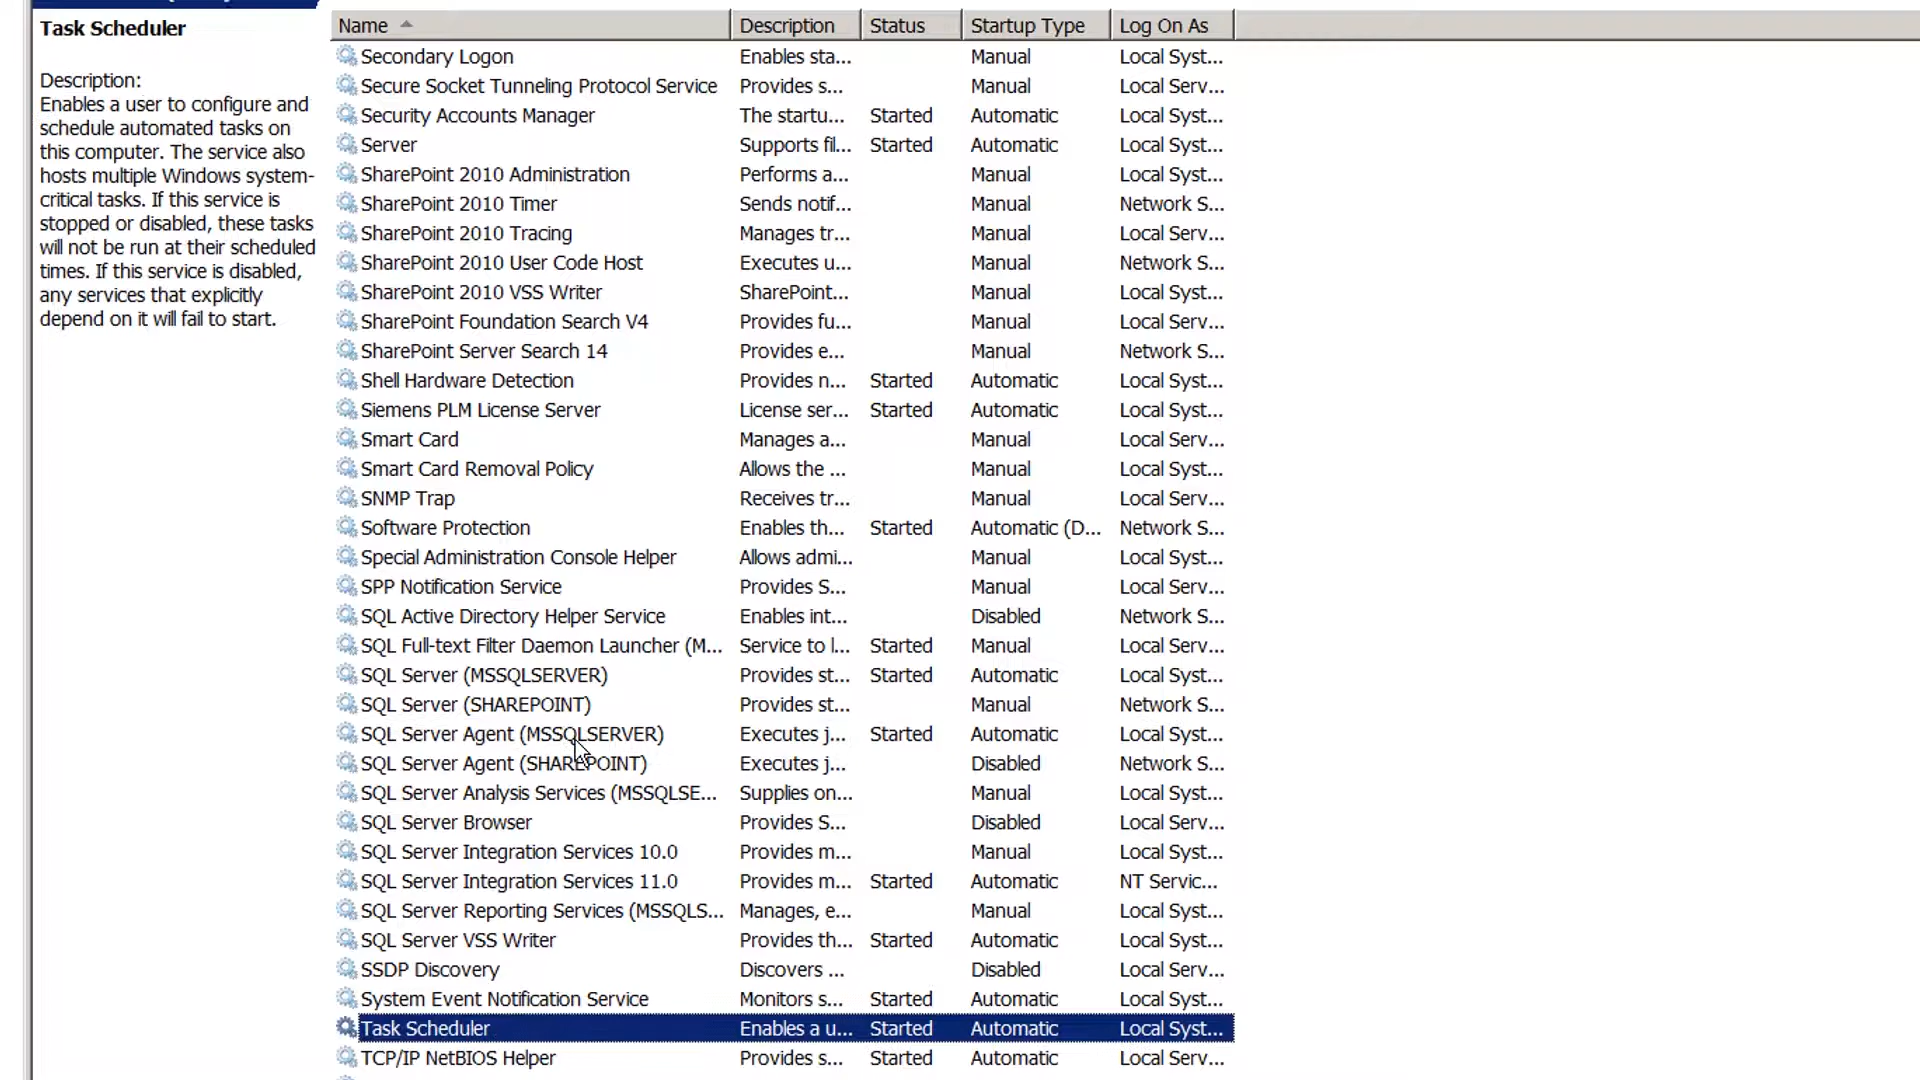 Task Scheduler
Description:
Enables a user to configure and
schedule automated tasks on
this computer. The service also
hosts multiple Windows system-
critical tasks. If this service is
stopped or disabled, these tasks
will not be run at their scheduled
times. If this service is disabled,
any services that explicitly
depend on it will fail to start.
Name Description Status Startup Type Log On As
Secondary Logon Enables sta... Manual Local Syst...
Secure Socket Tunneling Protocol Service Provides s... Manual Local Serv...
Security Accounts Manager The startu... Started Automatic Local Syst...
Server Supports fil... Started Automatic Local Syst...
SharePoint 2010 Administration Performs a... Manual Local Syst...
SharePoint 2010 Timer Sends notif... Manual Network S...
SharePoint 2010 Tracing Manages tr... Manual Local Serv...
SharePoint 2010 User Code Host Executes u... Manual Network S...
SharePoint 2010 VSS Writer SharePoint... Manual Local Syst...
SharePoint Foundation Search V4 Provides fu... Manual Local Serv...
SharePoint Server Search 14 Provides e... Manual Network S...
Shell Hardware Detection Provides n... Started Automatic Local Syst...
Siemens PLM License Server License ser... Started Automatic Local Syst...
Smart Card Manages a... Manual Local Serv...
Smart Card Removal Policy Allows the ... Manual Local Syst...
SNMP Trap Receives tr... Manual Local Serv...
Software Protection Enables th... Started Automatic (D... Network S...
Special Administration Console Helper Allows admi... Manual Local Syst...
SPP Notification Service Provides S... Manual Local Serv...
SQL Active Directory Helper Service Enables int... Disabled Network S...
SQL Full-text Filter Daemon Launcher (M... Service to l... Started Manual Local Serv...
SQL Server (MSSQLSERVER) Provides st... Started Automatic Local Syst...
SQL Server (SHAREPOINT) Provides st... Manual Network S...
SQL Server Agent (MSSQLSERVER) Executes j... Started Automatic Local Syst...
SQL Server Agent (SHAREPOINT) Executes j... Disabled Network S...
SQL Server Analysis Services (MSSQLSE... Supplies on... Manual Local Syst...
SQL Server Browser Provides S... Disabled Local Serv...
SQL Server Integration Services 10.0 Provides m... Manual Local Syst...
SQL Server Integration Services 11.0 Provides m... Started Automatic NT Servic...
SQL Server Reporting Services (MSSQLS... Manages, e... Manual Local Syst...
SQL Server VSS Writer Provides th... Started Automatic Local Syst...
SSDP Discovery Discovers ... Disabled Local Serv...
System Event Notification Service Monitors s... Started Automatic Local Syst...
Task Scheduler Enables a u... Started Automatic Local Syst...
TCP/IP NetBIOS Helper Provides s... Started Automatic Local Serv...